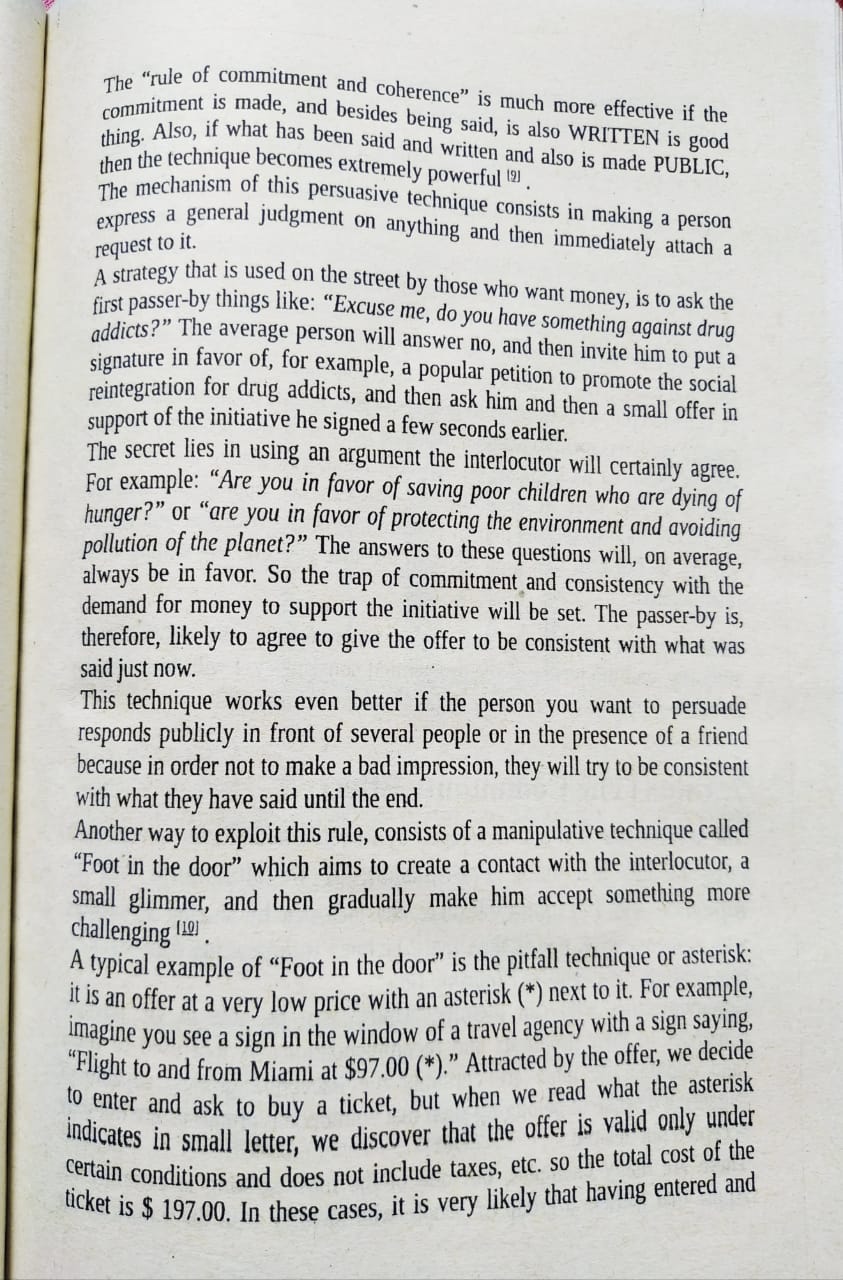 The “rule of commitment and coherence” is much more effective if the
commitment is made, and besides being said, is also WRITTEN is good
thing. Also, if what has been said and written and also is made PUBLIC,
then the technique becomes extremely powerful [9] .
The mechanism of this persuasive technique consists in making a person
express a general judgment on anything and then immediately attach a
request to it.
A strategy that is used on the street by those who want money, is to ask the
first passer-by things like: “Excuse me, do you have something against drug
addicts?” The average person will answer no, and then invite him to put a
signature in favor of, for example, a popular petition to promote the social
reintegration for drug addicts, and then ask him and then a small offer in
support of the initiative he signed a few seconds earlier.
The secret lies in using an argument the interlocutor will certainly agree.
For example: “Are you in favor of saving poor children who are dying of
hunger?” or “are you in favor of protecting the environment and avoiding
pollution of the planet?” The answers to these questions will, on average,
always be in favor. So the trap of commitment and consistency with the
demand for money to support the initiative will be set. The passer-by is,
therefore, likely to agree to give the offer to be consistent with what was
said just now.
This technique works even better if the person you want to persuade
responds publicly in front of several people or in the presence of a friend
because in order not to make a bad impression, they will try to be consistent
with what they have said until the end.
Another way to exploit this rule, consists of a manipulative technique called
“Foot in the door” which aims to create a contact with the interlocutor, a
small glimmer, and then gradually make him accept something more
challenging [10] .
A typical example of “Foot in the door” is the pitfall technique or asterisk:
it is an offer at a very low price with an asterisk (*) next to it. For example,
imagine you see a sign in the window of a travel agency with a sign saying,
“Flight to and from Miami at $97.00 (*).” Attracted by the offer, we decide
to enter and ask to buy a ticket, but when we read what the asterisk
indicates in small letter, we discover that the offer is valid only under
certain conditions and does not include taxes, etc. so the total cost of the
ticket is $ 197.00. In these cases, it is very likely that having entered and